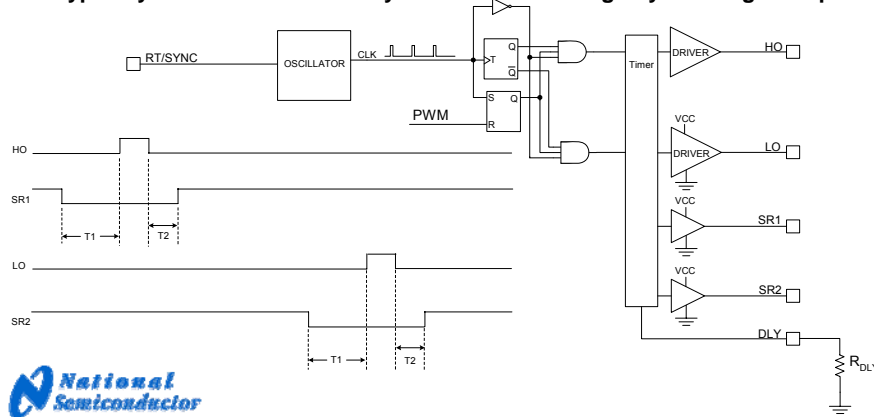 RT/SYNC
OSCILLATOR
CLK
T
Q
Q
S
Q
R
PWM
Timer
DRIVER
HO
VCC
DRIVER
LO
VCC
SR1
VCC
SR2
DLY
RDLY
HO
SR1
T1
T2
LO
SR2
T1
T2
National
Semiconductor